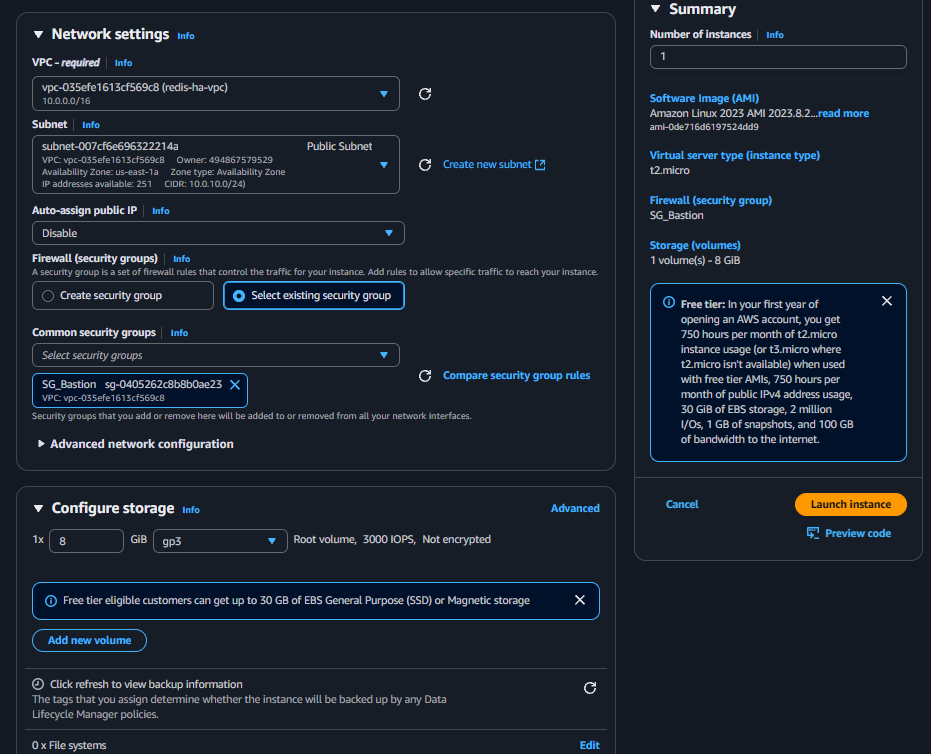 Network settings Info
VPC - required Info
vpc-035efe1613cf569c8 (redis-ha-vpc)
10.0.0.0/16
Subnet Info
subnet-007cf6e696322214a Public Subnet
VPC: vpc-035efe1613cf569c8 Owner: 494867579529
Availability Zone: us-east-1a Zone type: Availability Zone
IP addresses available: 251 CIDR: 10.0.10.0/24)
Create new subnet
Auto-assign public IP Info
Disable
Firewall (security groups) Info
A security group is a set of firewall rules that control the traffic for your instance. Add rules to allow specific traffic to reach your instance.
Create security group
Select existing security group
Common security groups Info
Select security groups
SG_Bastion sg-0405262c8b8b0ae23
VPC: vpc-035efe1613cf569c8
Compare security group rules
Security groups that you add or remove here will be added to or removed from all your network interfaces.
Advanced network configuration
Configure storage Info
Advanced
1x 8 GiB gp3 Root volume, 3000 IOPS, Not encrypted
Free tier eligible customers can get up to 30 GB of EBS General Purpose (SSD) or Magnetic storage
Add new volume
Click refresh to view backup information
The tags that you assign determine whether the instance will be backed up by any Data
Lifecycle Manager policies.
0 x File systems
Edit
Summary
Number of instances Info
1
Software Image (AMI)
Amazon Linux 2023 AMI 2023.8.2...read more
ami-0de716d6197524dd9
Virtual server type (instance type)
t2.micro
Firewall (security group)
SG_Bastion
Storage (volumes)
1 volume(s) - 8 GiB
Free tier: In your first year of
opening an AWS account, you get
750 hours per month of t2.micro
instance usage (or t3.micro where
t2.micro isn't available) when used
with free tier AMIs, 750 hours per
month of public IPv4 address usage,
30 GiB of EBS storage, 2 million
I/Os, 1 GB of snapshots, and 100 GB
of bandwidth to the internet.
Cancel
Launch instance
Preview code